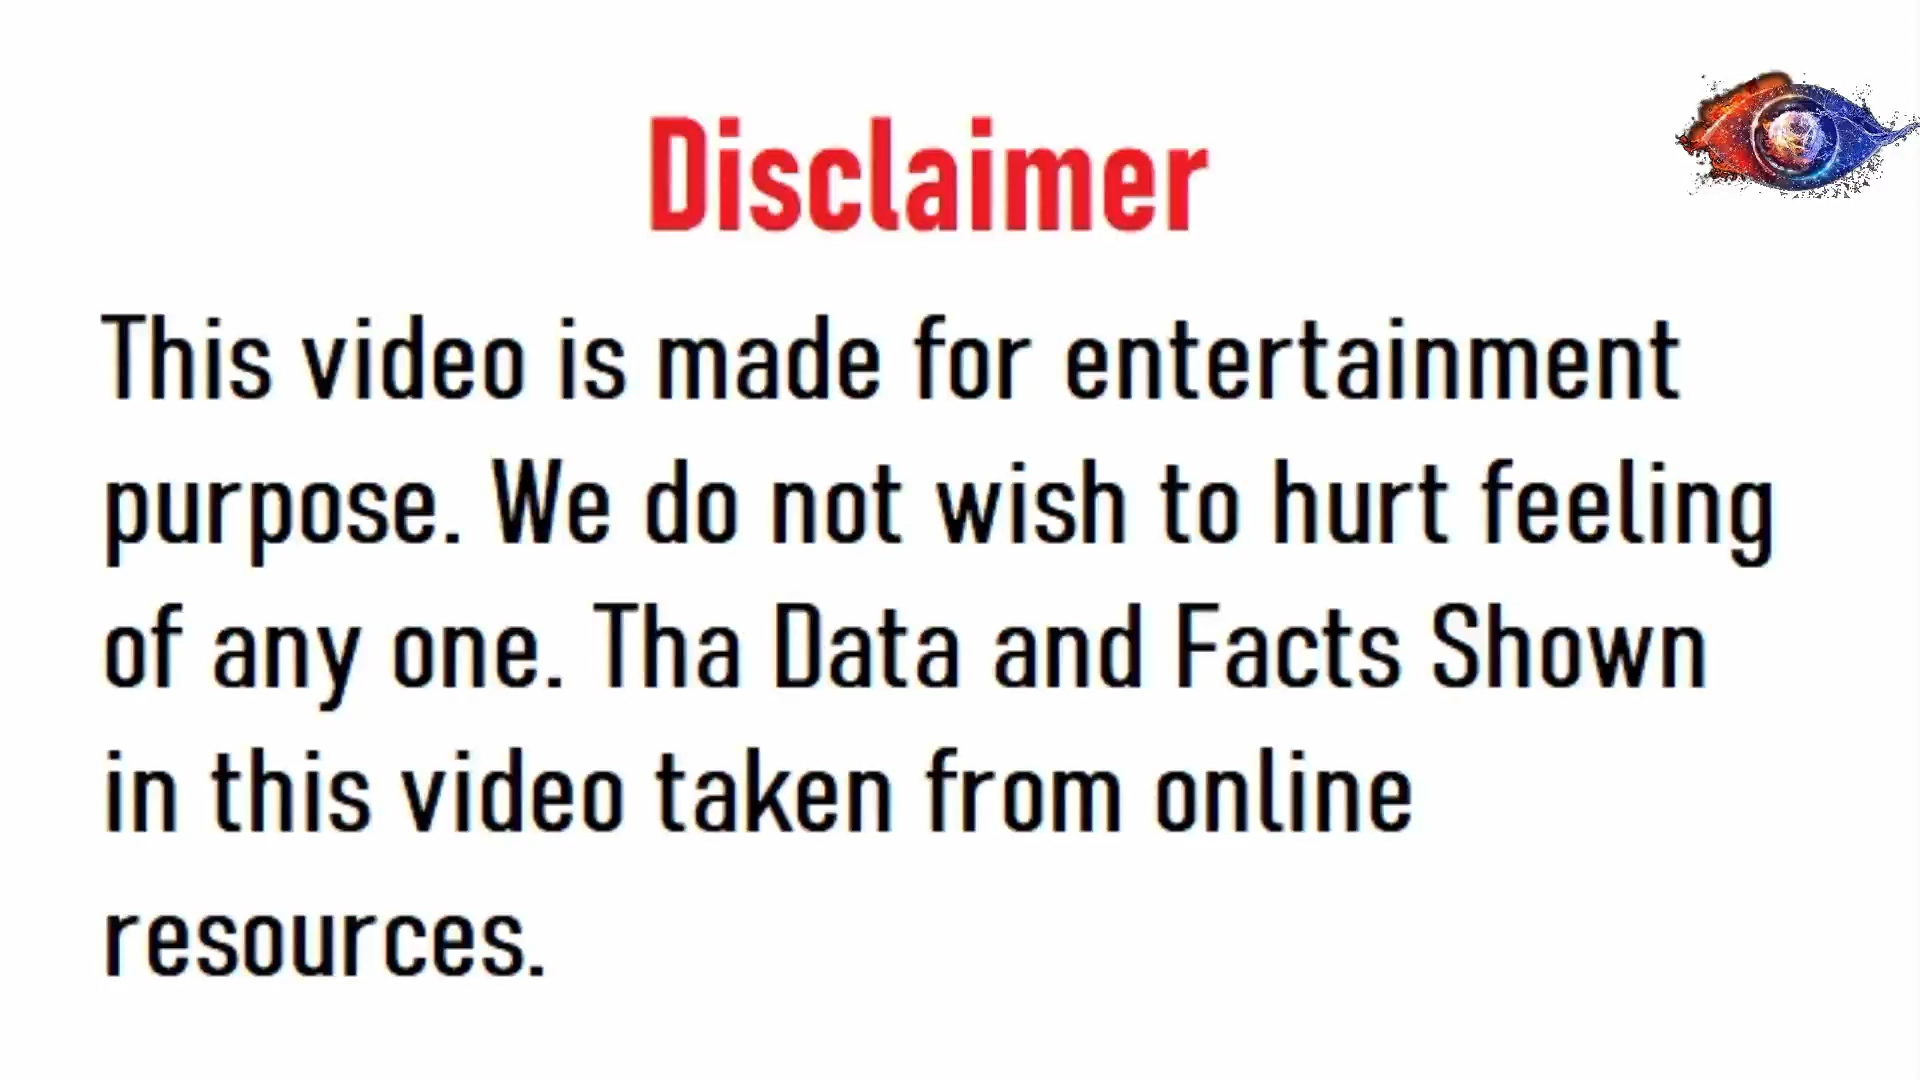 Disclaimer
This video is made for entertainment
purpose. We do not wish to hurt feeling
of any one. Tha Data and Facts Shown
in this video taken from online
resources.